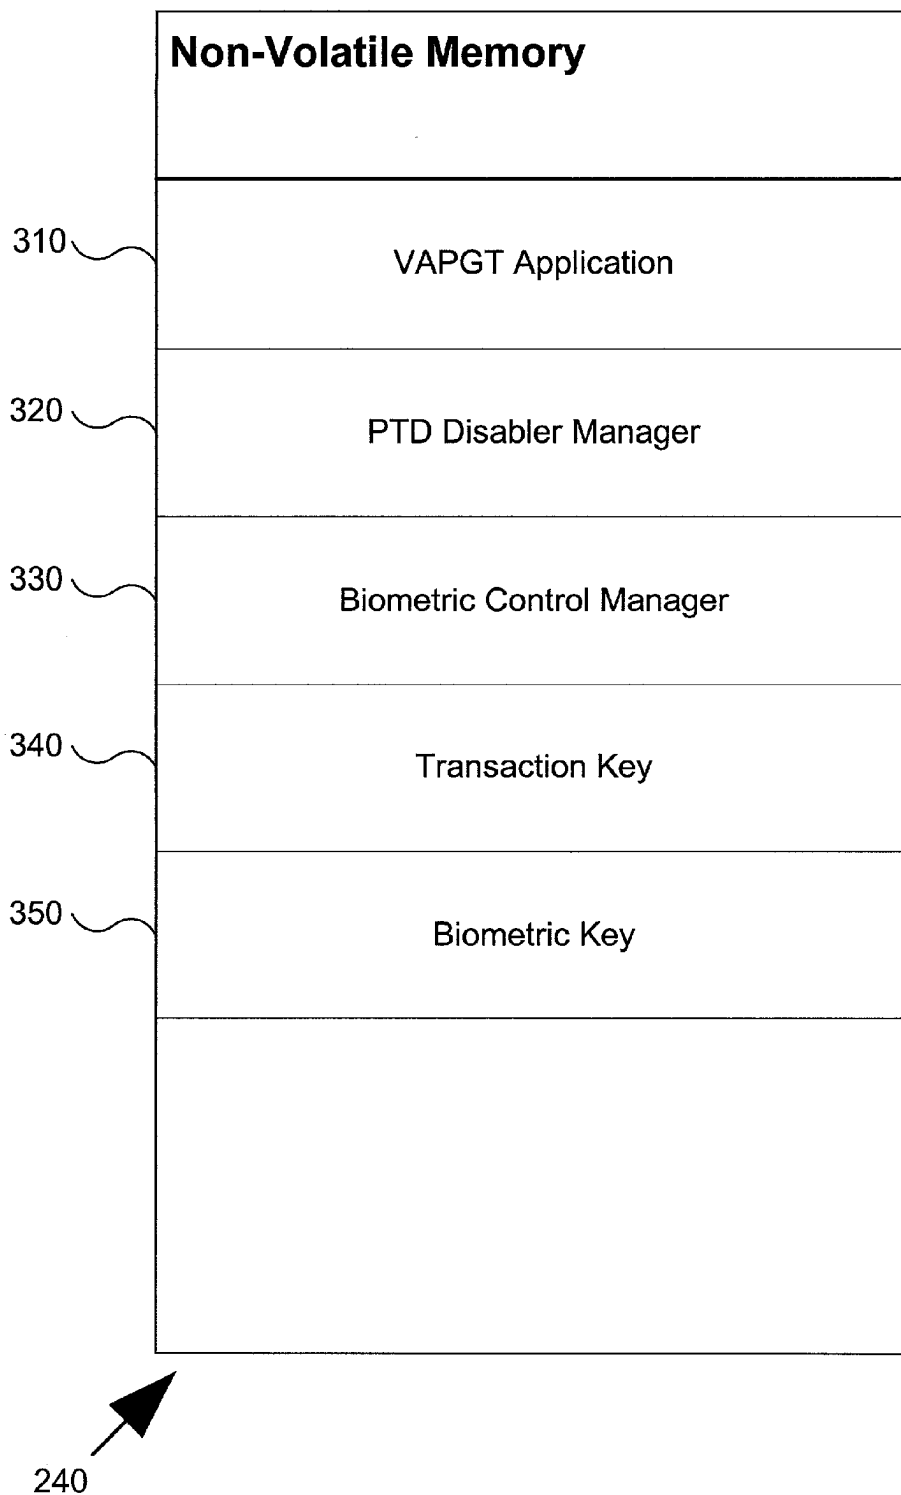 Non-Volatile Memory
310
VAPGT Application
320
PTD Disabler Manager
330
Biometric Control Manager
340
Transaction Key
350
Biometric Key
240